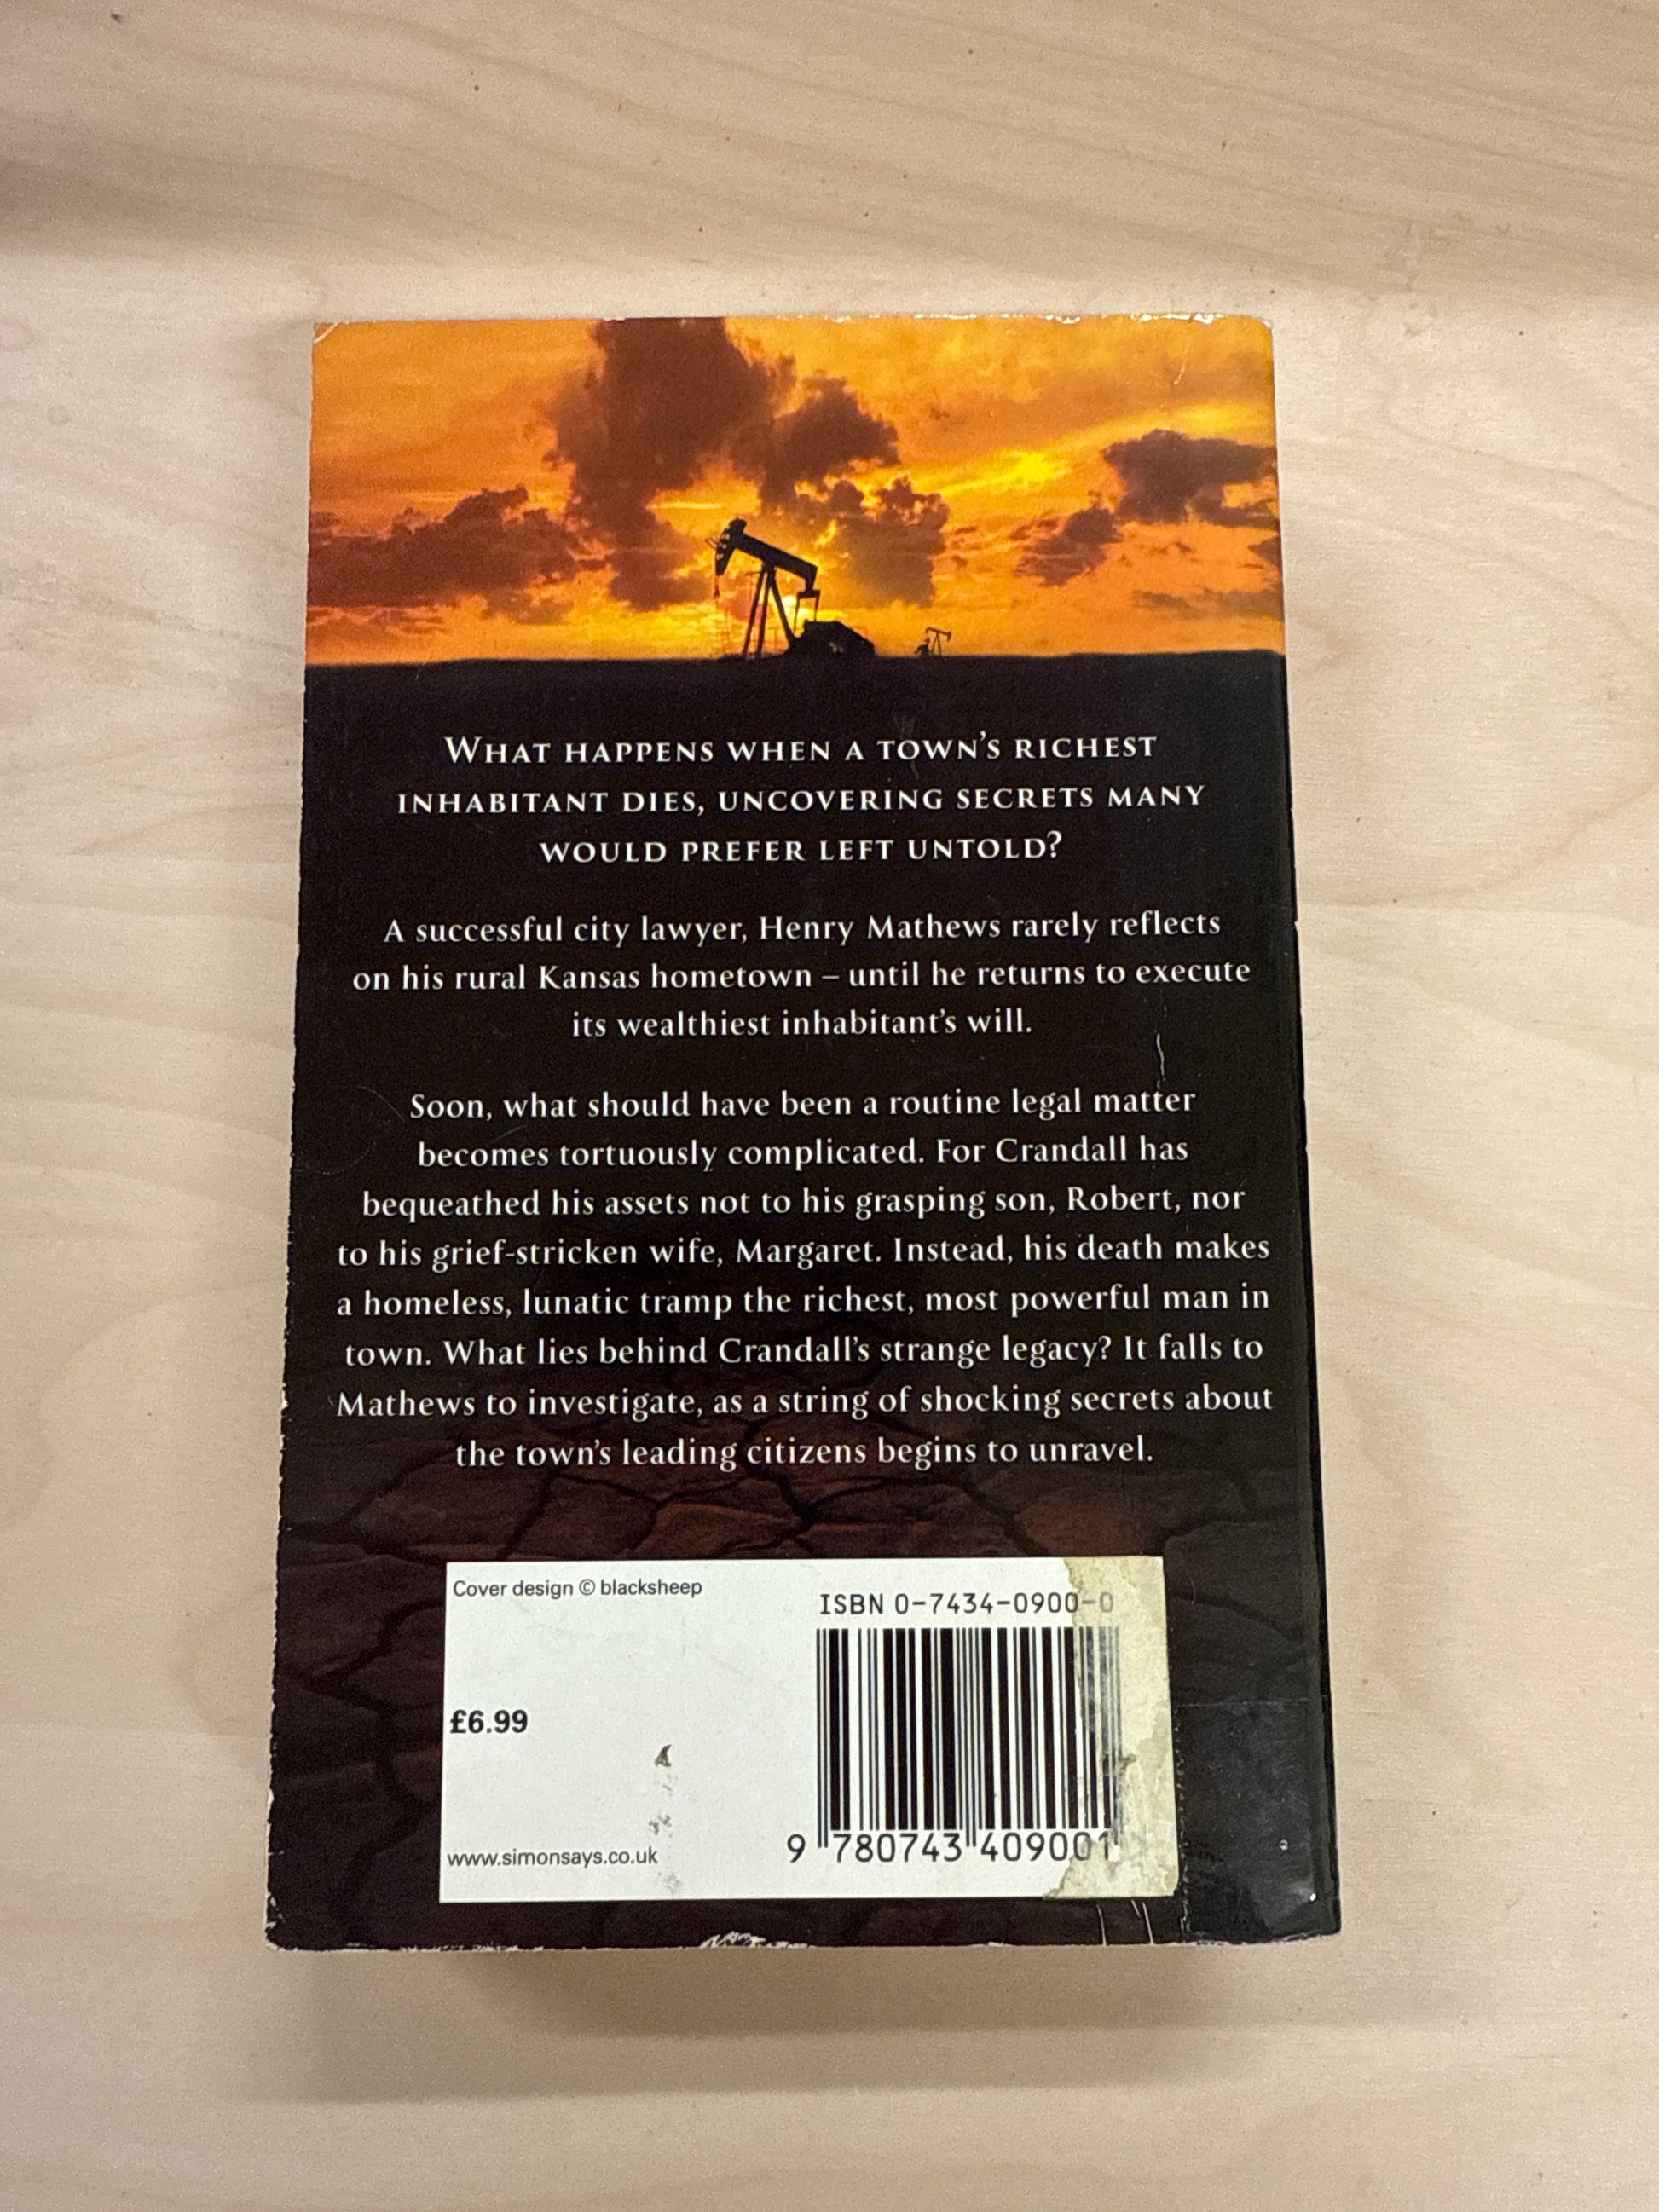 WHAT HAPPENS WHEN A TOWN'S RICHEST
INHABITANT DIES, UNCOVERING SECRETS MANY
WOULD PREFER LEFT UNTOLD?
A successful city lawyer, Henry Mathews rarely reflects
on his rural Kansas hometown – until he returns to execute
its wealthiest inhabitant's will.
Soon, what should have been a routine legal matter
becomes tortuously complicated. For Crandall has
bequeathed his assets not to his grasping son, Robert, nor
to his grief-stricken wife, Margaret. Instead, his death makes
a homeless, lunatic tramp the richest, most powerful man in
town. What lies behind Crandall's strange legacy? It falls to
Mathews to investigate, as a string of shocking secrets about
the town's leading citizens begins to unravel.
Cover design © blacksheep
ISBN 0-7434-0900-0
£6.99
www.simonsays.co.uk
9 780743 409001